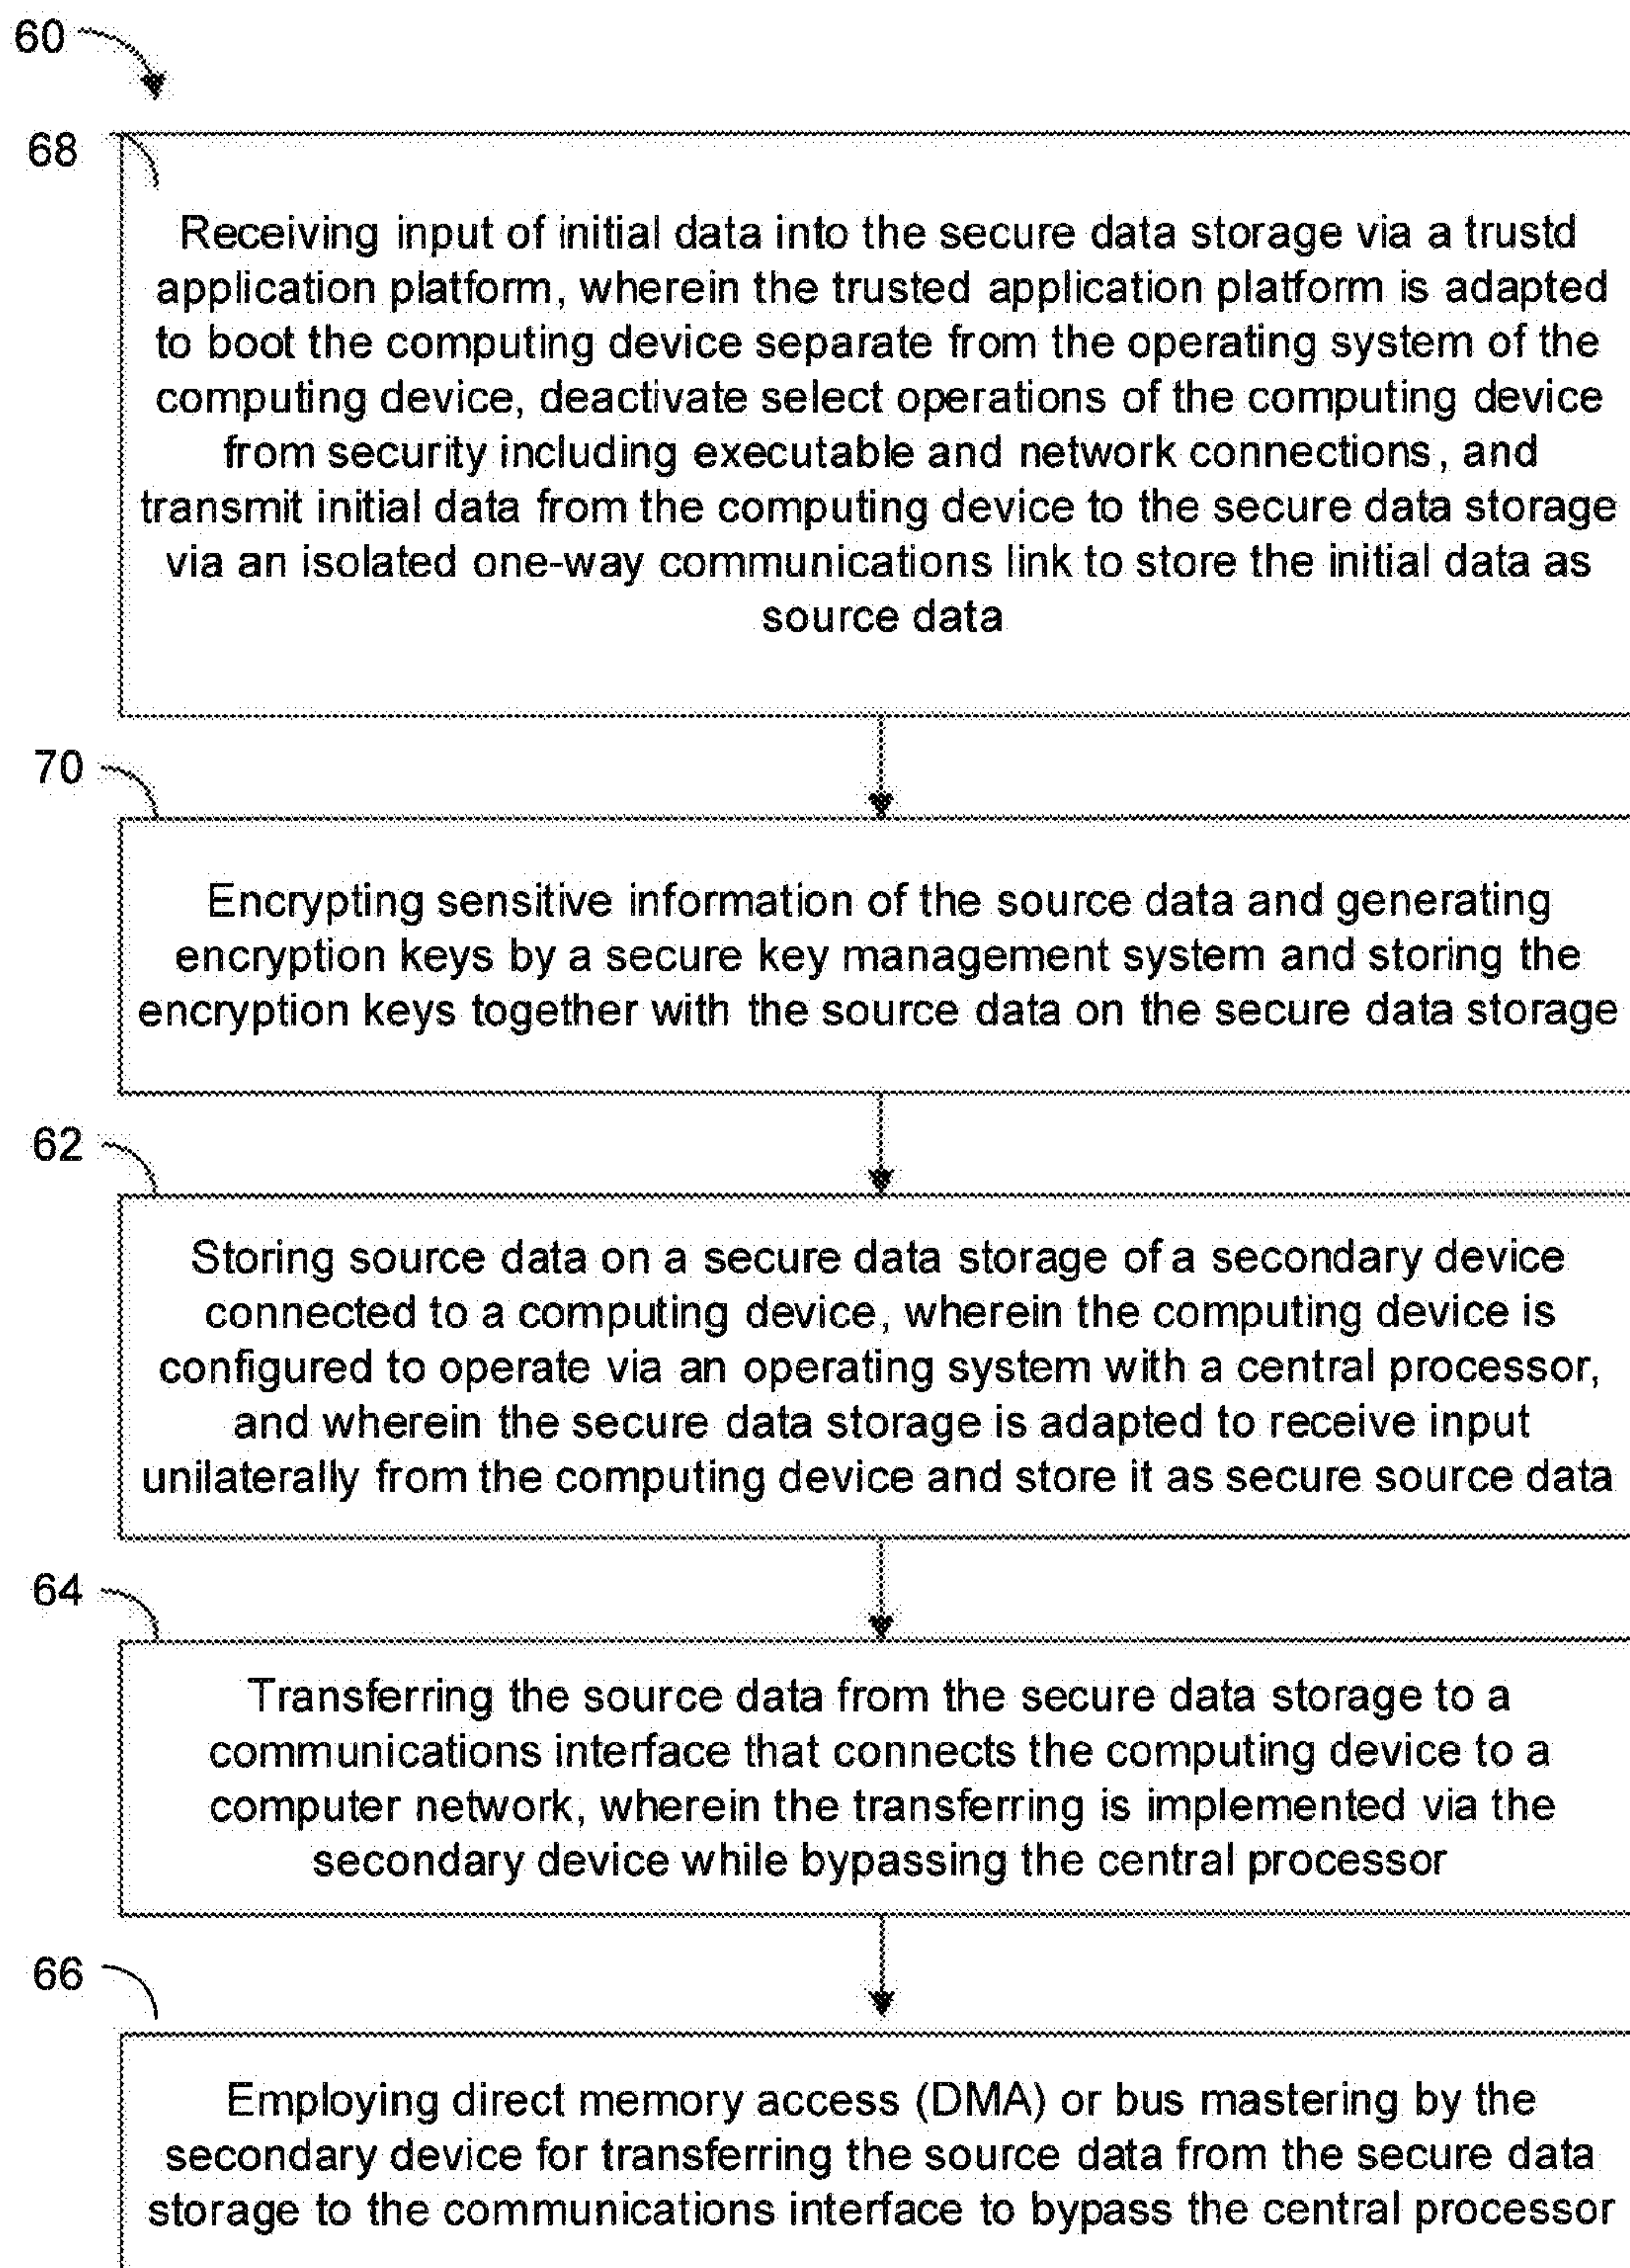 60
68
Receiving input of initial data into the secure data storage via a trustd
application platform, wherein the trusted application platform is adapted
to boot the computing device separate from the operating system of the
computing device, deactivate select operations of the computing device
from security including executable and network connections, and
transmit initial data from the computing device to the secure data storage
via an isolated one-way communications link to store the initial data as
source data
70
Encrypting sensitive information of the source data and generating
encryption keys by a secure key management system and storing the
encryption keys together with the source data on the secure data storage
62
Storing source data on a secure data storage of a secondary device
connected to a computing device, wherein the computing device is
configured to operate via an operating system with a central processor,
and wherein the secure data storage is adapted to receive input
unilaterally from the computing device and store it as secure source data
64
Transferring the source data from the secure data storage to a
communications interface that connects the computing device to a
computer network, wherein the transferring is implemented via the
secondary device while bypassing the central processor
66
Employing direct memory access (DMA) or bus mastering by the
secondary device for transferring the source data from the secure data
storage to the communications interface to bypass the central processor